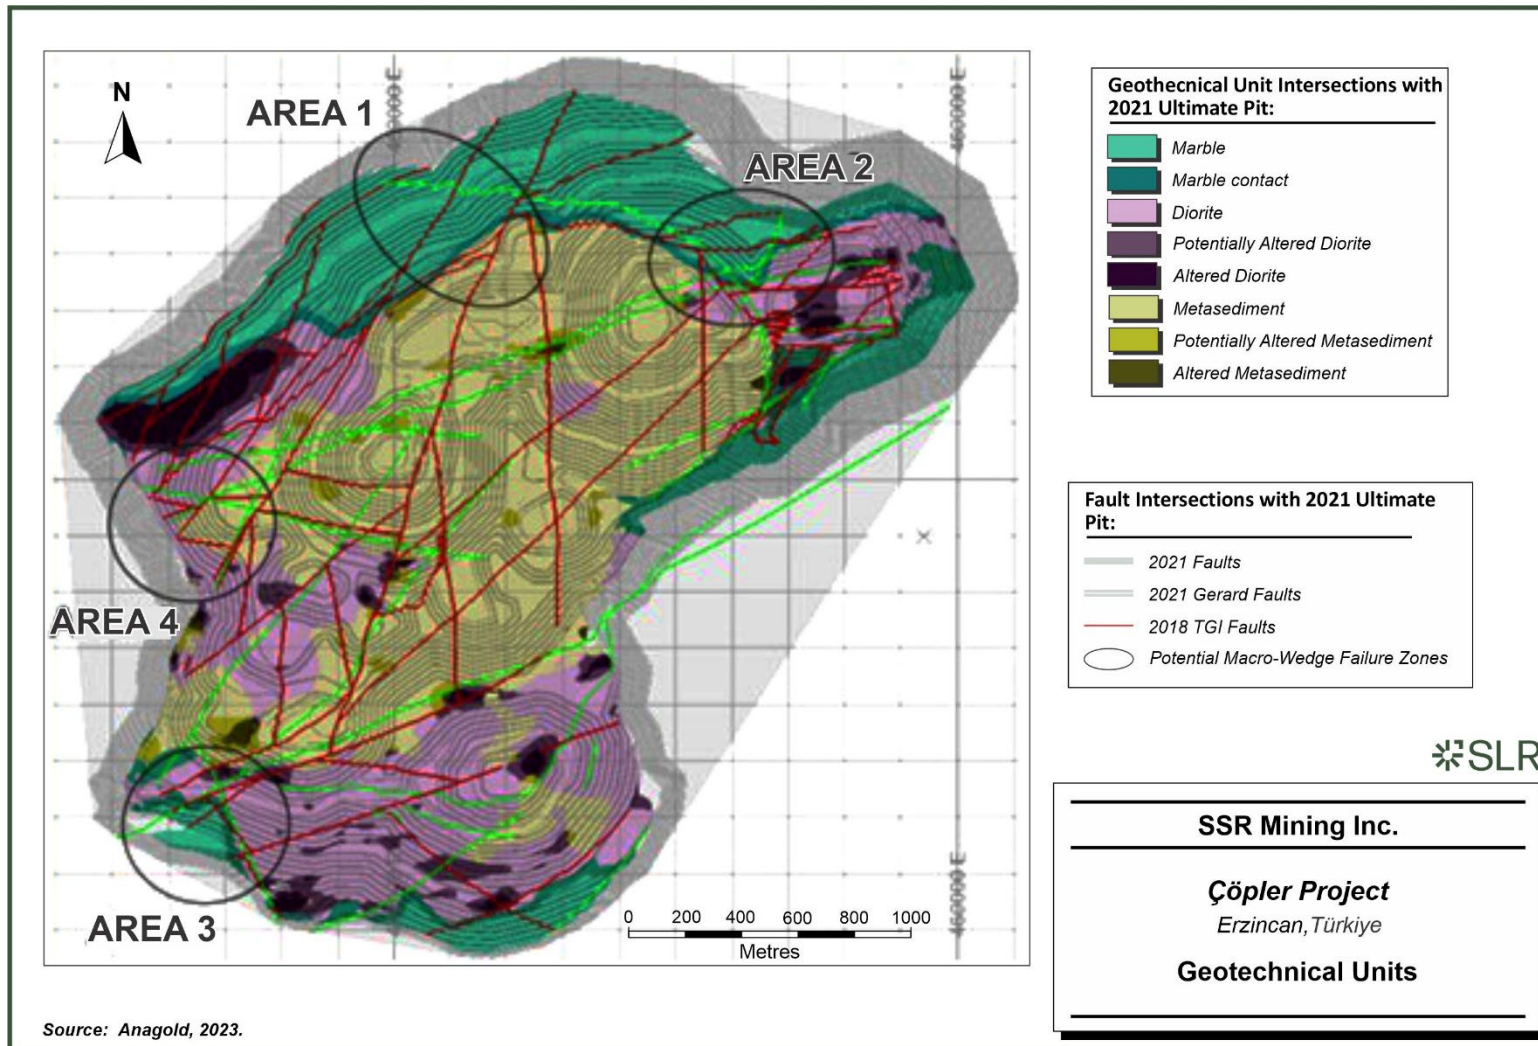 N
AREA 1
AREA 2
AREA 4
AREA 3
460000 E
460000 E
0 200 400 600 800 1000
Metres
Geothecnical Unit Intersections with
2021 Ultimate Pit:
Marble
Marble contact
Diorite
Potentially Altered Diorite
Altered Diorite
Metasediment
Potentially Altered Metasediment
Altered Metasediment
Fault Intersections with 2021 Ultimate
Pit:
2021 Faults
2021 Gerard Faults
2018 TGI Faults
Potential Macro-Wedge Failure Zones
SLR
SSR Mining Inc.
Çöpler Project
Erzincan,Türkiye
Geotechnical Units
Source: Anagold, 2023.